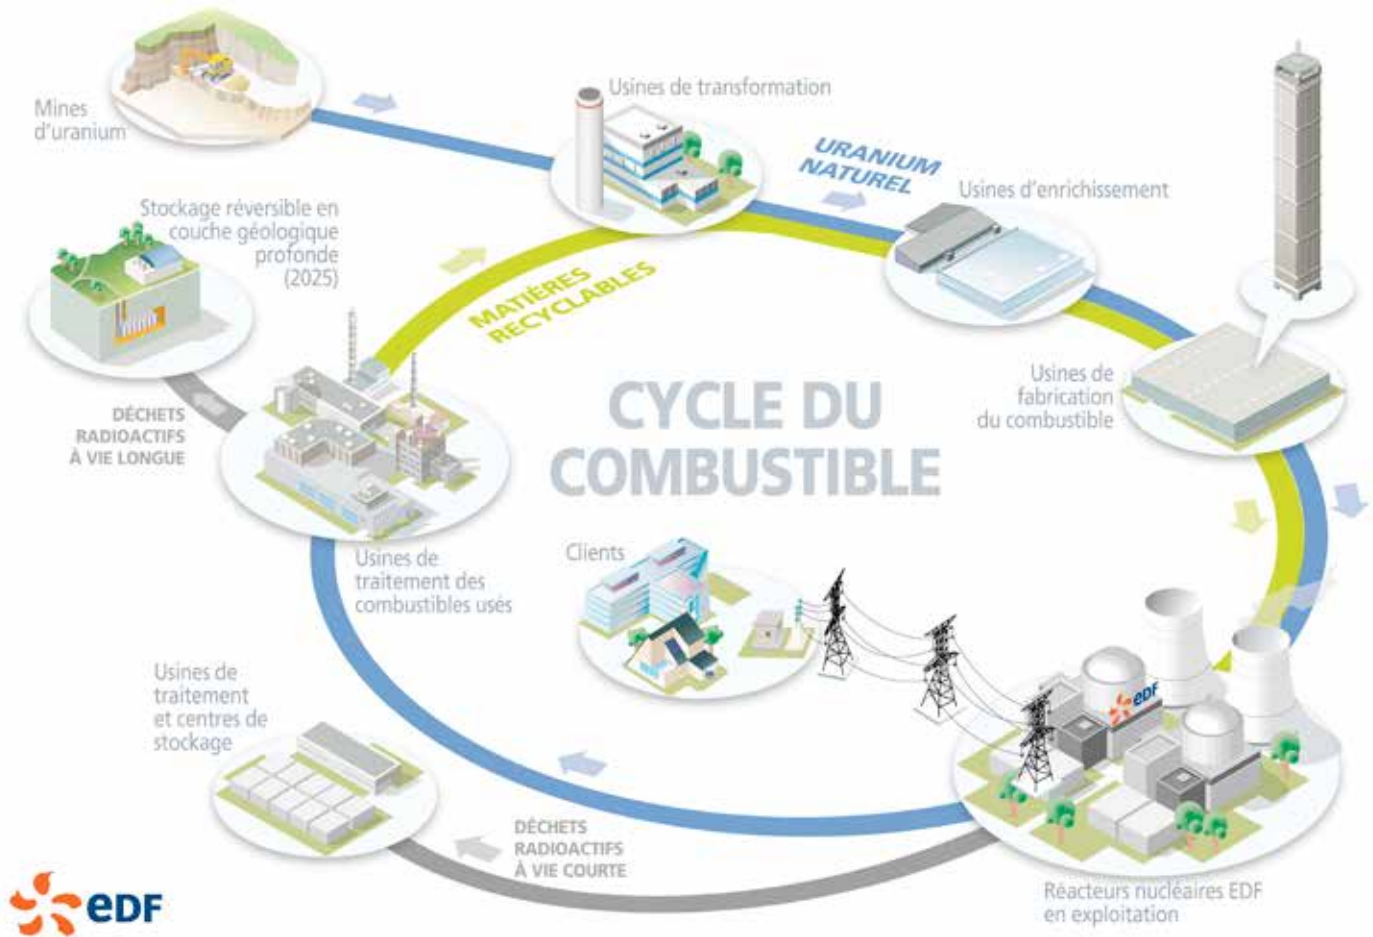 Mines
d'uranium
Usines de transformation
URANIUM
NATUREL
Usines d'enrichissement
Stockage réversible en
couche géologique
profonde
(2025)
MATIÈRES
RECYCLABLES
Usines de
fabrication
du combustible
CYCLE DU
COMBUSTIBLE
DÉCHETS
RADIOACTIFS
À VIE LONGUE
Usines de
traitement des
combustibles usés
Clients
Usines de
traitement
et centres de
stockage
eDF
DÉCHETS
RADIOACTIFS
À VIE COURTE
Réacteurs nucléaires EDF
en exploitation
eDF